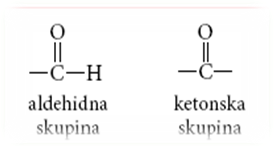 O O
—C—H —C—
aldehidna ketonska
skupina skupina